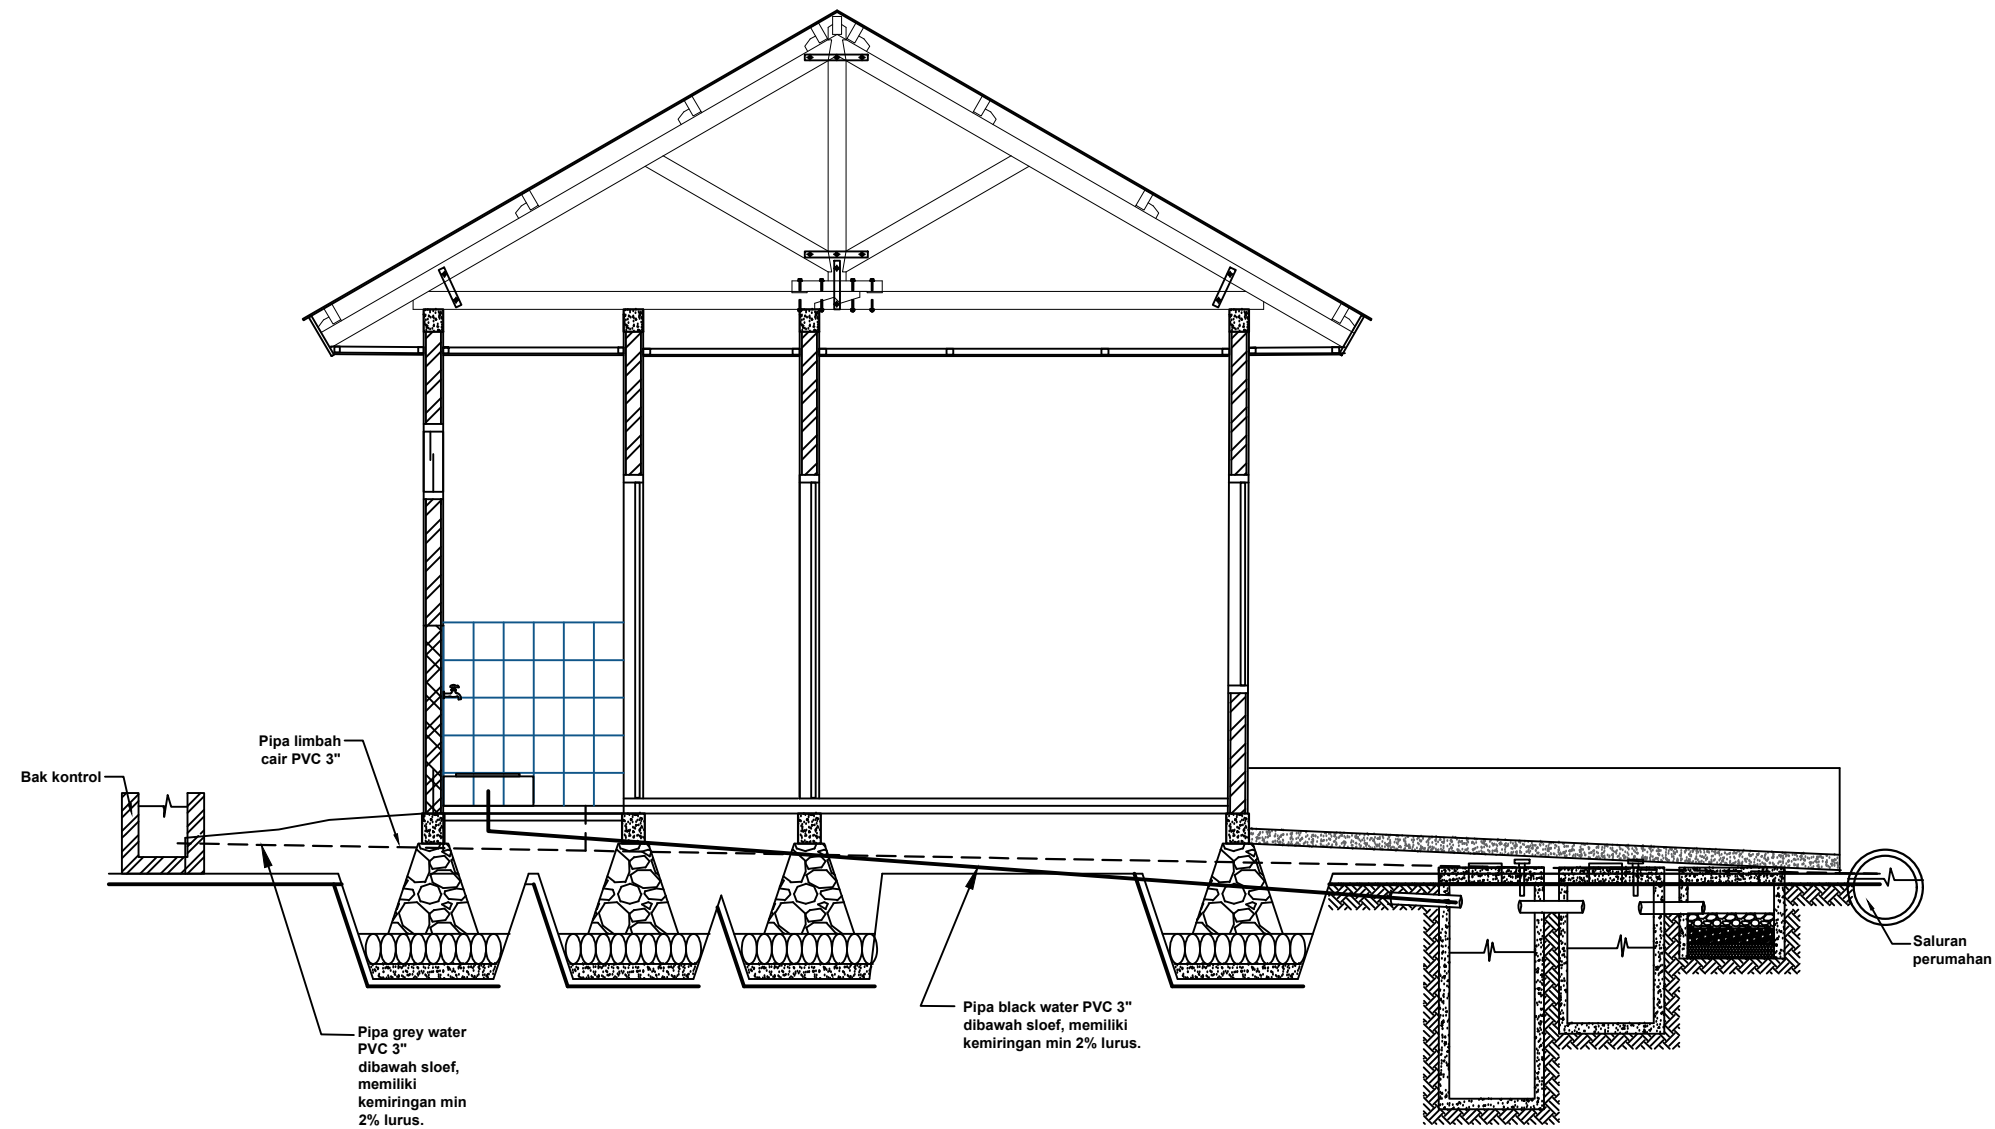 Pipa limbah
cair PVC 3"
Bak kontrol
Saluran
perumahan
Pipa black water PVC 3"
dibawah sloef, memiliki
kemiringan min 2% lurus.
Pipa grey water
PVC 3"
dibawah sloef,
memiliki
kemiringan min
2% lurus.